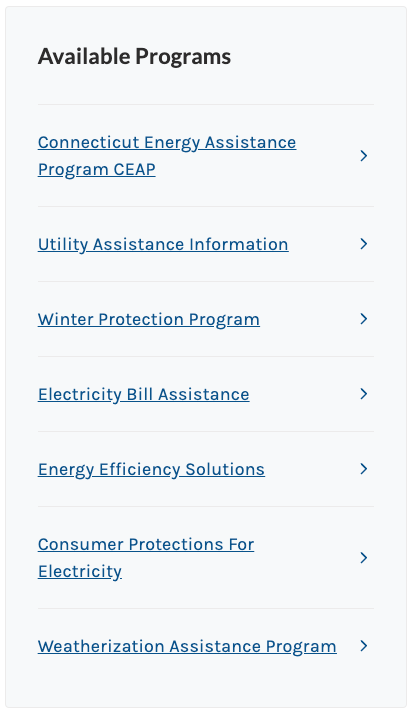 Available Programs
Connecticut Energy Assistance
Program CEAP
Utility Assistance Information
Winter Protection Program
Electricity Bill Assistance
Energy Efficiency Solutions
Consumer Protections For
Electricity
Weatherization Assistance Program